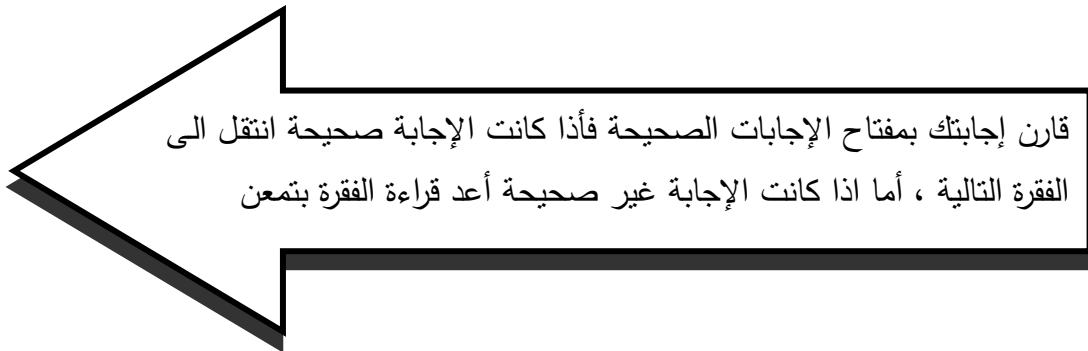 قارن إجابتك بمفتاح الإجابات الصحيحة فأذا كانت الإجابة صحيحة انتقل الى
الفقرة التالية ، أما اذا كانت الإجابة غير صحيحة أعد قراءة الفقرة بتمعن